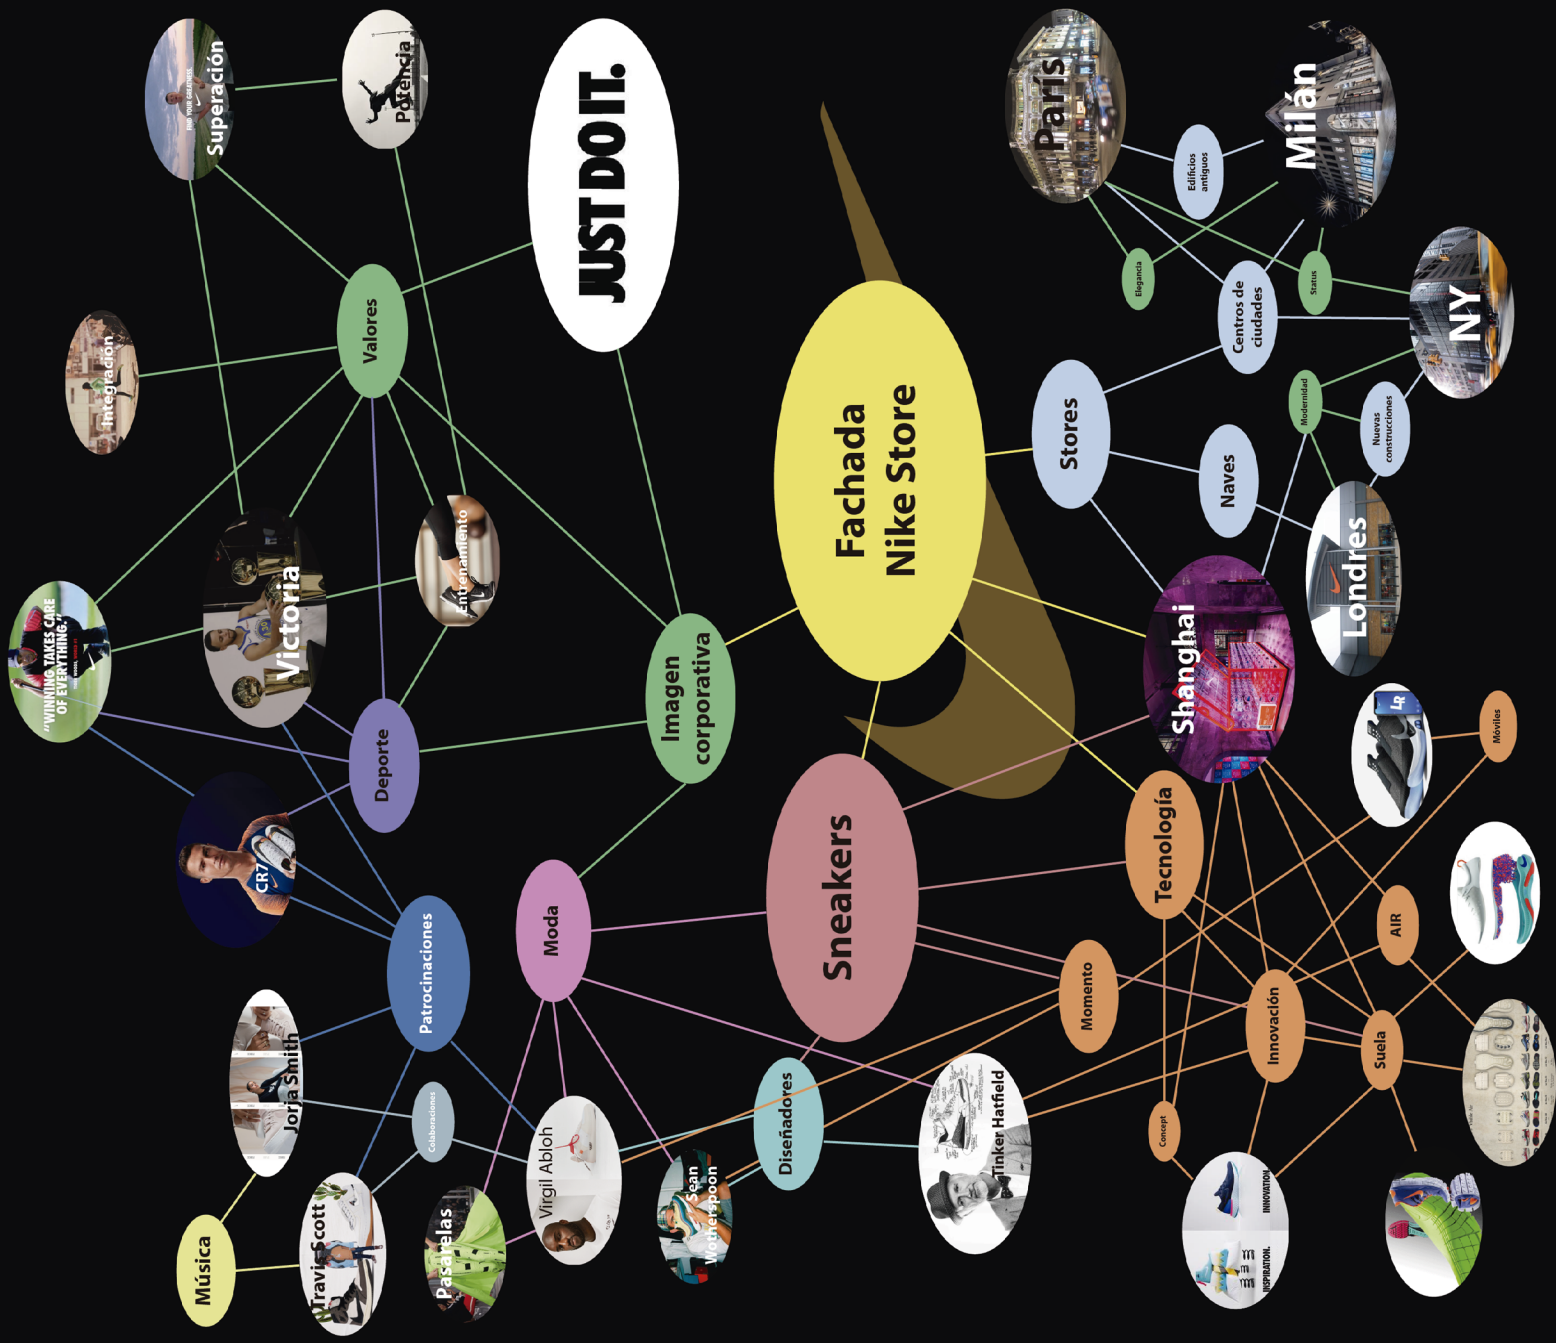 Superación
FIND YOUR GREATNESS.
Potencia
JUST DO IT.
Integración
Valores
"WINNING TAKES CARE
OF EVERYTHING."
Victoria
Entrenamiento
Deporte
Imagen
corporativa
CR7
Patrocinaciones
Moda
Jorja Smith
Colaboraciones
Música
Travis Scott
Pasarelas
Virgil Abloh
Sean
Wotherspoon
Diseñadores
Tinker Hatfield
Fachada
Nike Store
Sneakers
Stores
París
Edificios
antiguos
Milán
Elegancia
Status
Centros de
ciudades
NY
Modernidad
Nuevas
construcciones
Naves
Londres
Shanghai
Tecnología
Momento
Innovación
AIR
Suela
Móviles
Concept
INSPIRATION.
INNOVATION.